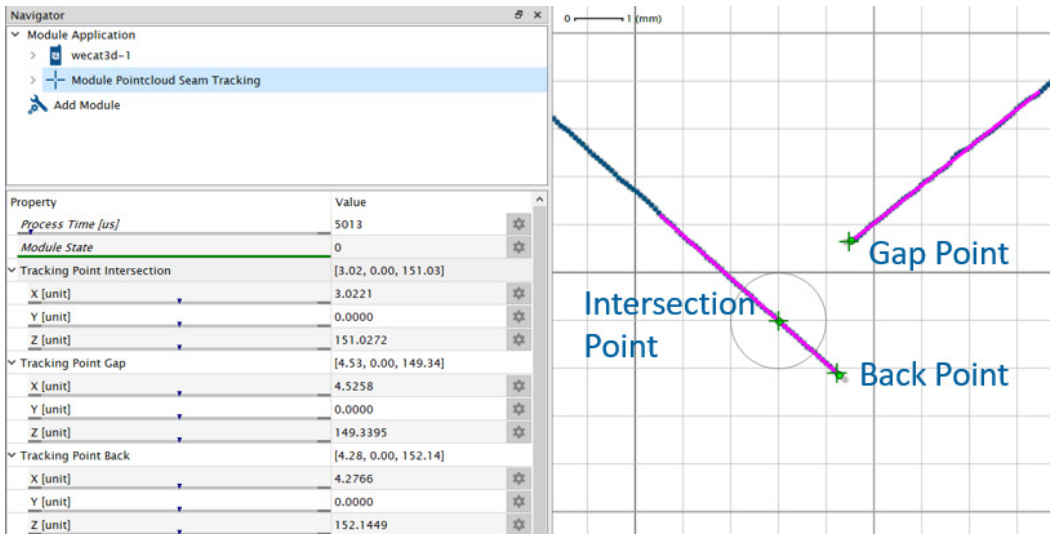 Navigator
Module Application
wecat3d-1
Module Pointcloud Seam Tracking
Add Module
Property Value
Process Time [us] 5013
Module State 0
Tracking Point Intersection [3.02, 0.00, 151.03]
X [unit] 3.0221
Y [unit] 0.0000
Z [unit] 151.0272
Tracking Point Gap [4.53, 0.00, 149.34]
X [unit] 4.5258
Y [unit] 0.0000
Z [unit] 149.3395
Tracking Point Back [4.28, 0.00, 152.14]
X [unit] 4.2766
Y [unit] 0.0000
Z [unit] 152.1449
0 1 (mm)
Gap Point
Intersection
Point
Back Point